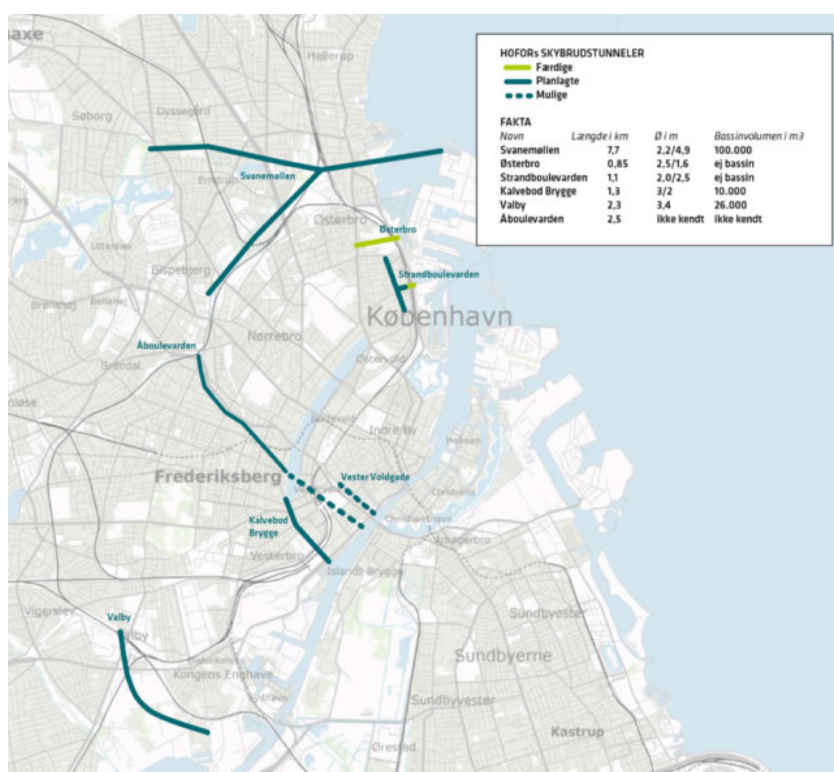 HOFORs SKYBRUDSTUNNELER
Færdige
Planlagte
Mulige
FAKTA
Navn Længde i km Ø i m Bassinvolumen i m3
Svanemøllen 7,7 2,2/4,9 100.000
Østerbro 0,85 2,5/1,6 ej bassin
Strandboulevarden 1,1 2,0/2,5 ej bassin
Kalvebod Brygge 1,3 3/2 10.000
Valby 2,3 3,4 26.000
Åboulevarden 2,5 ikke kendt ikke kendt
Hellerup
Søborg
Dyssegård
Svanemøllen
Emdrup
Østerbro
Østerbro
Utterslev
Bispebjerg
Strandboulevarden
Brønshøj
Bellahøj
København
Nørrebro
Åboulevarden
Østervold
Grøndal
Nørrevold
Indre By
Holmen
Frederiksberg
Vester Voldgade
Christiania
Kalvebod
Brygge
Christianshavn
Amagerbro
Vesterbro
Islands Brygge
Vigerslev
Valby
Valby
Sundbyøster
Sundbyerne
Frederiksholm
Kongens Enghave
Sydhavn
Sundbyvester
Ørestad
Kastrup